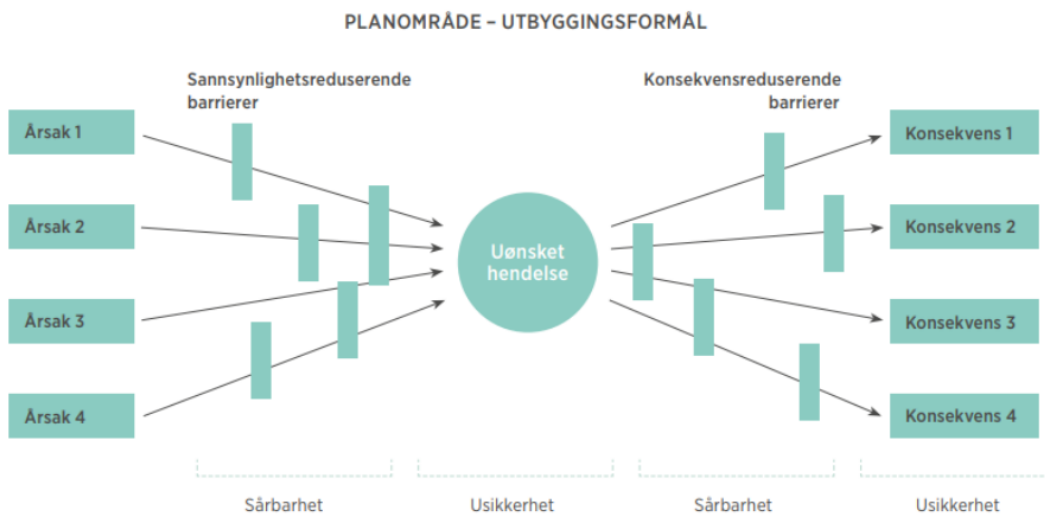 PLANOMRÅDE – UTBYGGINGSFORMÅL
Sannsynlighetsreduserende
barrierer
Konsekvensreduserende
barrierer
Årsak 1
Årsak 2
Årsak 3
Årsak 4
Uønsket
hendelse
Konsekvens 1
Konsekvens 2
Konsekvens 3
Konsekvens 4
Sårbarhet
Usikkerhet
Sårbarhet
Usikkerhet